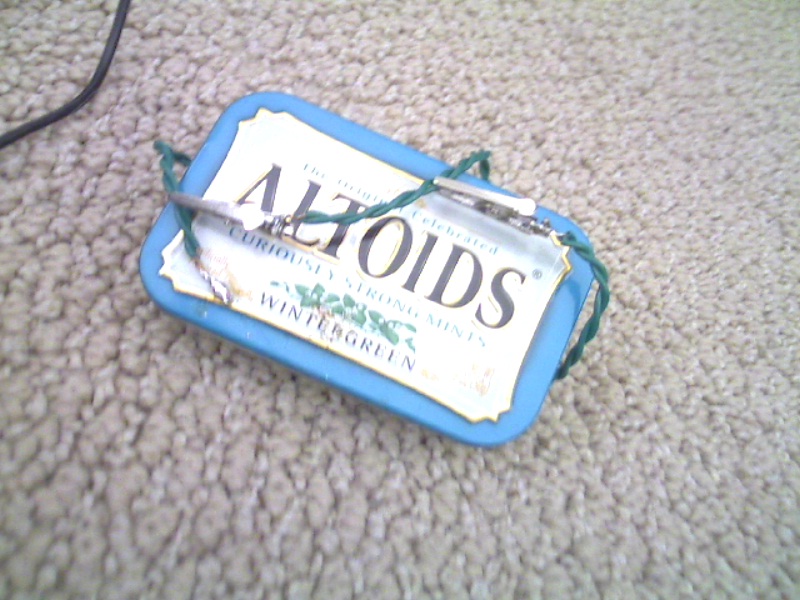 The Original Celebrated
ALTOIDS®
CURIOUSLY STRONG MINTS
WINTERGREEN